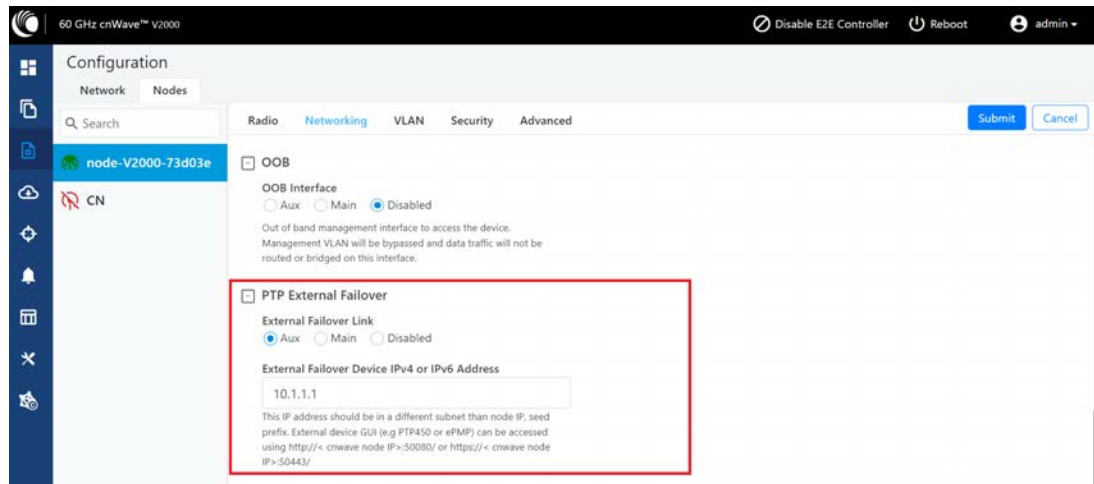 60 GHz cnWave™ V2000
Disable E2E Controller
Reboot
admin
Configuration
Network Nodes
Search
Radio Networking VLAN Security Advanced
Submit Cancel
node-V2000-73d03e
CN
OOB
OOB Interface
Aux Main Disabled
Out of band management interface to access the device.
Management VLAN will be bypassed and data traffic will not be
routed or bridged on this interface.
PTP External Failover
External Failover Link
Aux Main Disabled
External Failover Device IPv4 or IPv6 Address
10.1.1.1
This IP address should be in a different subnet than node IP, seed
prefix. External device GUI (e.g PTP450 or ePMP) can be accessed
using http://< cnwave node IP>:50080/ or https://< cnwave node
IP>:50443/